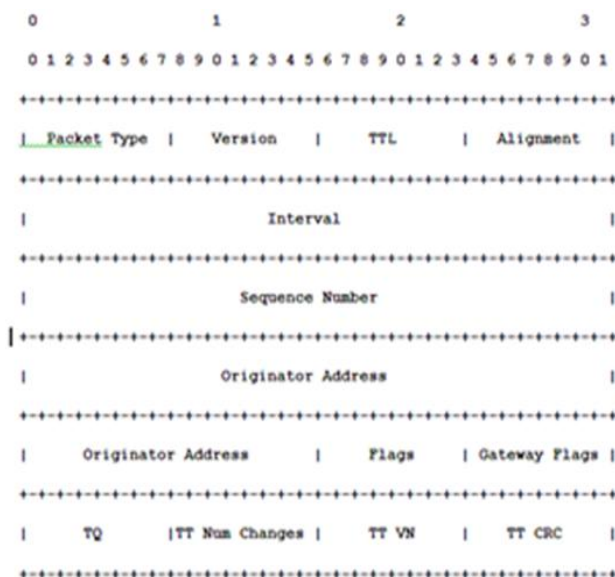 0 1 2 3
0 1 2 3 4 5 6 7 8 9 0 1 2 3 4 5 6 7 8 9 0 1 2 3 4 5 6 7 8 9 0 1
+-+-+-+-+-+-+-+-+-+-+-+-+-+-+-+-+-+-+-+-+-+-+-+-+-+-+-+-+-+-+-+-+
| Packet Type | Version | TTL | Alignment |
+-+-+-+-+-+-+-+-+-+-+-+-+-+-+-+-+-+-+-+-+-+-+-+-+-+-+-+-+-+-+-+-+
| Interval |
+-+-+-+-+-+-+-+-+-+-+-+-+-+-+-+-+-+-+-+-+-+-+-+-+-+-+-+-+-+-+-+-+
| Sequence Number |
+-+-+-+-+-+-+-+-+-+-+-+-+-+-+-+-+-+-+-+-+-+-+-+-+-+-+-+-+-+-+-+-+
| Originator Address |
+-+-+-+-+-+-+-+-+-+-+-+-+-+-+-+-+-+-+-+-+-+-+-+-+-+-+-+-+-+-+-+-+
| Originator Address | Flags | Gateway Flags |
+-+-+-+-+-+-+-+-+-+-+-+-+-+-+-+-+-+-+-+-+-+-+-+-+-+-+-+-+-+-+-+-+
| TQ |TT Num Changes | TT VN | TT CRC |
+-+-+-+-+-+-+-+-+-+-+-+-+-+-+-+-+-+-+-+-+-+-+-+-+-+-+-+-+-+-+-+-+